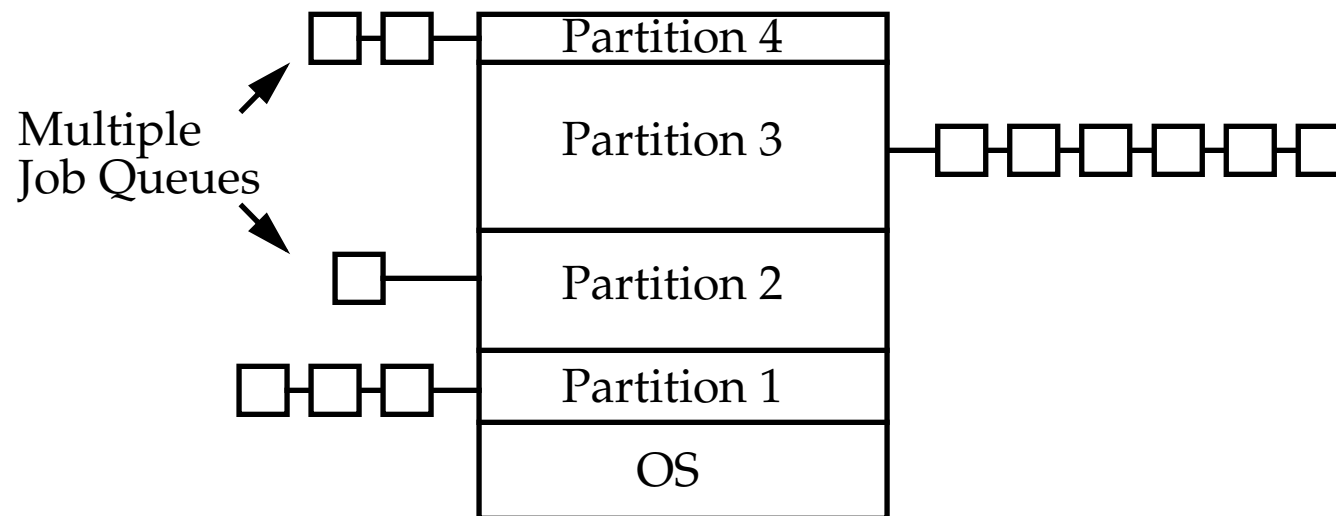 Partition 4
Multiple
Job Queues
Partition 3
Partition 2
Partition 1
OS